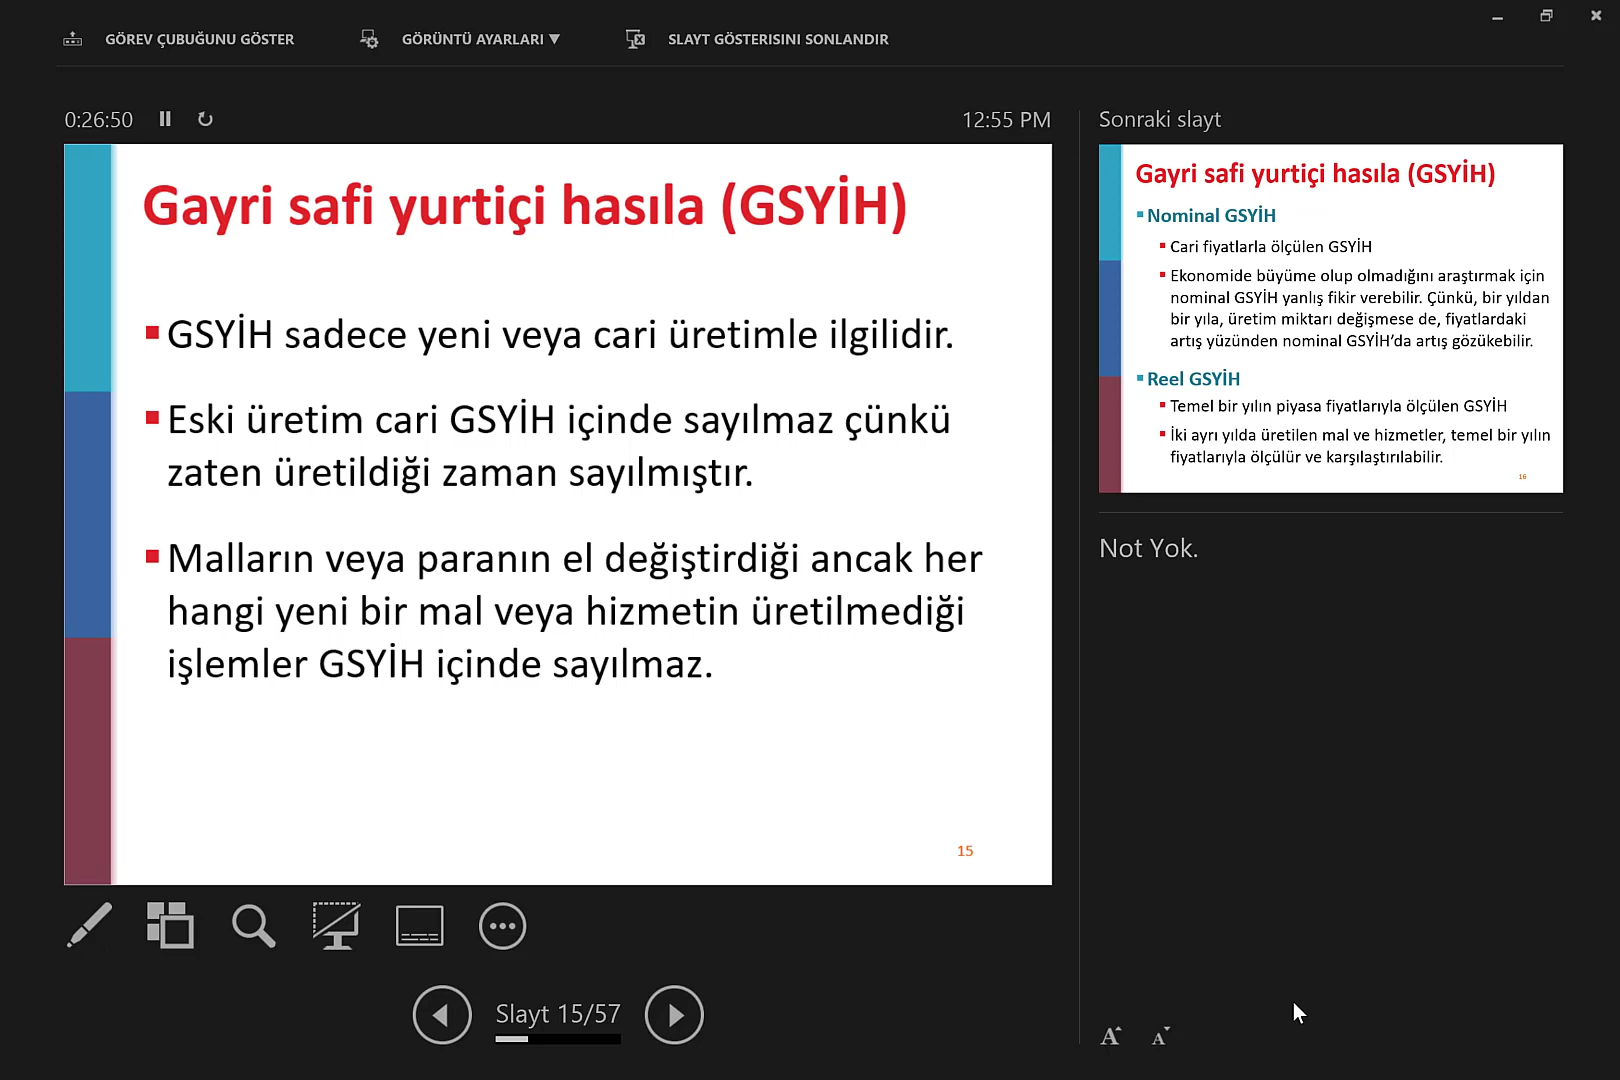 GÖREV ÇUBUĞUNU GÖSTER
GÖRÜNTÜ AYARLARI ▼
SLAYT GÖSTERISINI SONLANDIR
0:26:50
12:55 PM
Gayri safi yurtiçi hasıla (GSYİH)
▪GSYİH sadece yeni veya cari üretimle ilgilidir.
▪Eski üretim cari GSYİH içinde sayılmaz çünkü
zaten üretildiği zaman sayılmıştır.
▪Malların veya paranın el değiştirdiği ancak her
hangi yeni bir mal veya hizmetin üretilmediği
işlemler GSYİH içinde sayılmaz.
15
Slayt 15/57
Sonraki slayt
Gayri safi yurtiçi hasıla (GSYİH)
▪Nominal GSYİH
▪Cari fiyatlarla ölçülen GSYİH
▪Ekonomide büyüme olup olmadığını araştırmak için
nominal GSYİH yanlış fikir verebilir. Çünkü, bir yıldan
bir yıla, üretim miktarı değişmese de, fiyatlardaki
artış yüzünden nominal GSYİH’da artış gözükebilir.
▪Reel GSYİH
▪Temel bir yılın piyasa fiyatlarıyla ölçülen GSYİH
▪İki ayrı yılda üretilen mal ve hizmetler, temel bir yılın
fiyatlarıyla ölçülür ve karşılaştırılabilir.
16
Not Yok.
A A